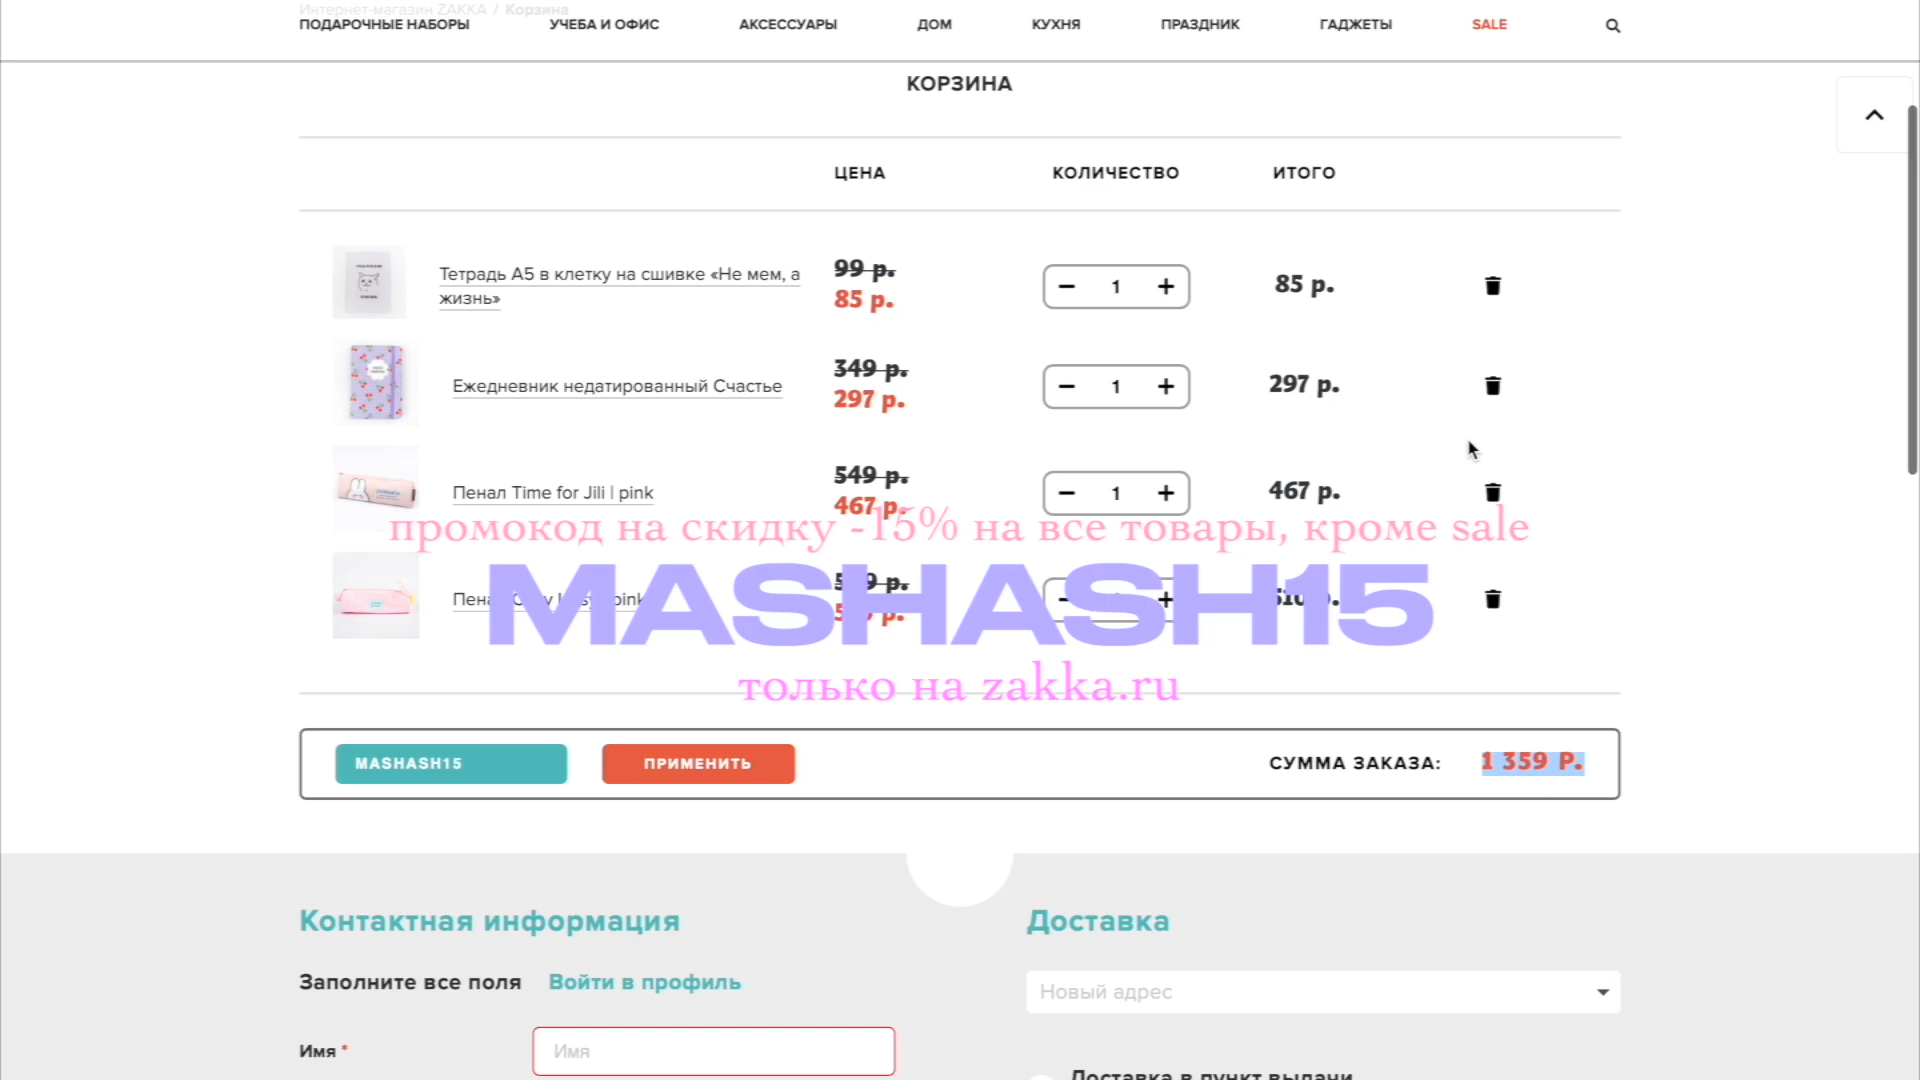 Интернет-магазин ZAKKA / Корзина
ПОДАРОЧНЫЕ НАБОРЫ УЧЕБА И ОФИС АКСЕССУАРЫ ДОМ КУХНЯ ПРАЗДНИК ГАДЖЕТЫ SALE
КОРЗИНА
ЦЕНА КОЛИЧЕСТВО ИТОГО
Тетрадь А5 в клетку на сшивке «Не мем, а
жизнь»
99 р.
85 р.
1
85 р.
Ежедневник недатированный Счастье
349 р.
297 р.
1
297 р.
Пенал Time for Jili | pink
549 р.
467 р.
1
467 р.
промокод на скидку -15% на все товары, кроме sale
MASHASH15
только на zakka.ru
MASHASH15 ПРИМЕНИТЬ СУММА ЗАКАЗА: 1 359 Р.
Контактная информация
Заполните все поля Войти в профиль
Имя *
Имя
Доставка
Новый адрес
Доставка в пункт выдачи